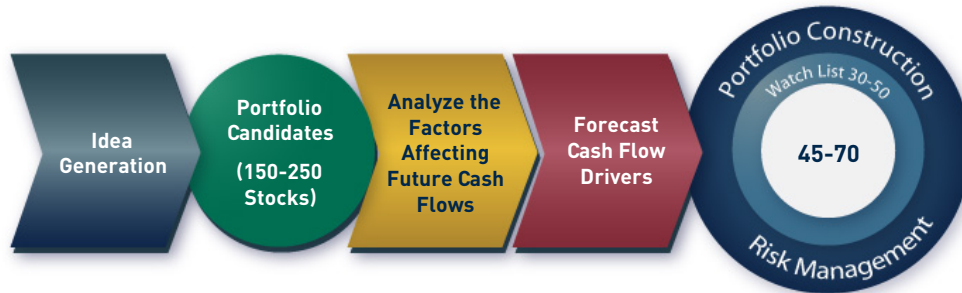 Idea
Generation
Portfolio
Candidates
(150-250
Stocks)
Analyze the
Factors
Affecting
Future Cash
Flows
Forecast
Cash Flow
Drivers
Portfolio Construction
Watch List 30-50
45-70
Risk Management